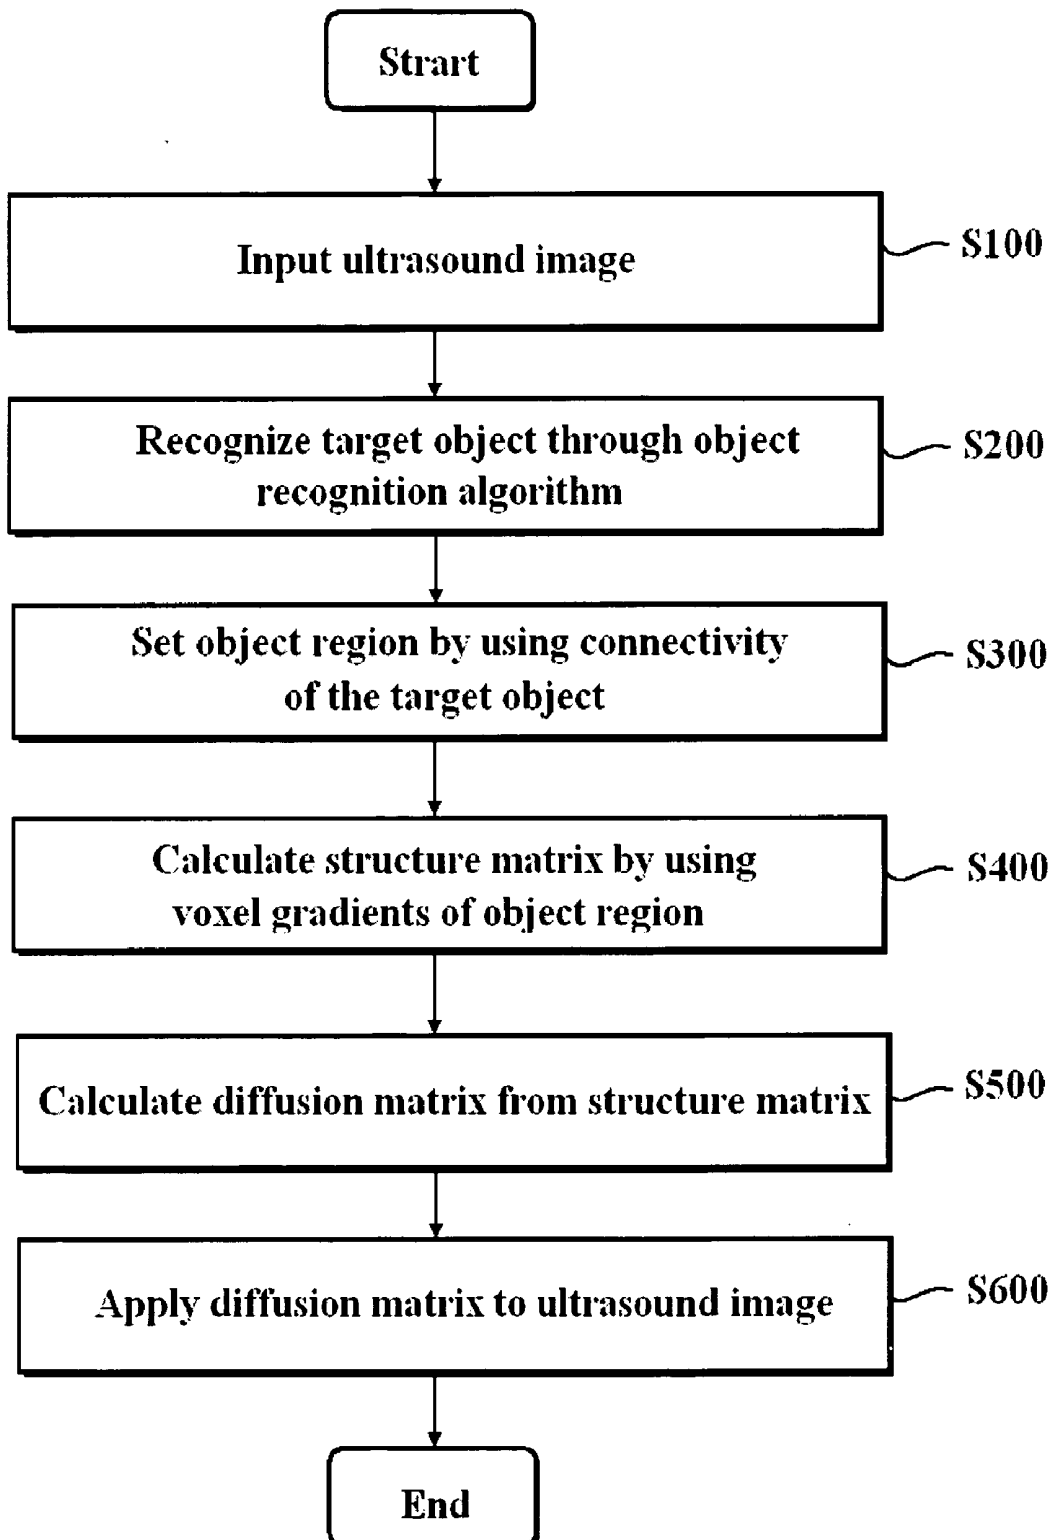 Strart
Input ultrasound image
S100
Recognize target object through object
recognition algorithm
S200
Set object region by using connectivity
of the target object
S300
Calculate structure matrix by using
voxel gradients of object region
S400
Calculate diffusion matrix from structure matrix
S500
Apply diffusion matrix to ultrasound image
S600
End